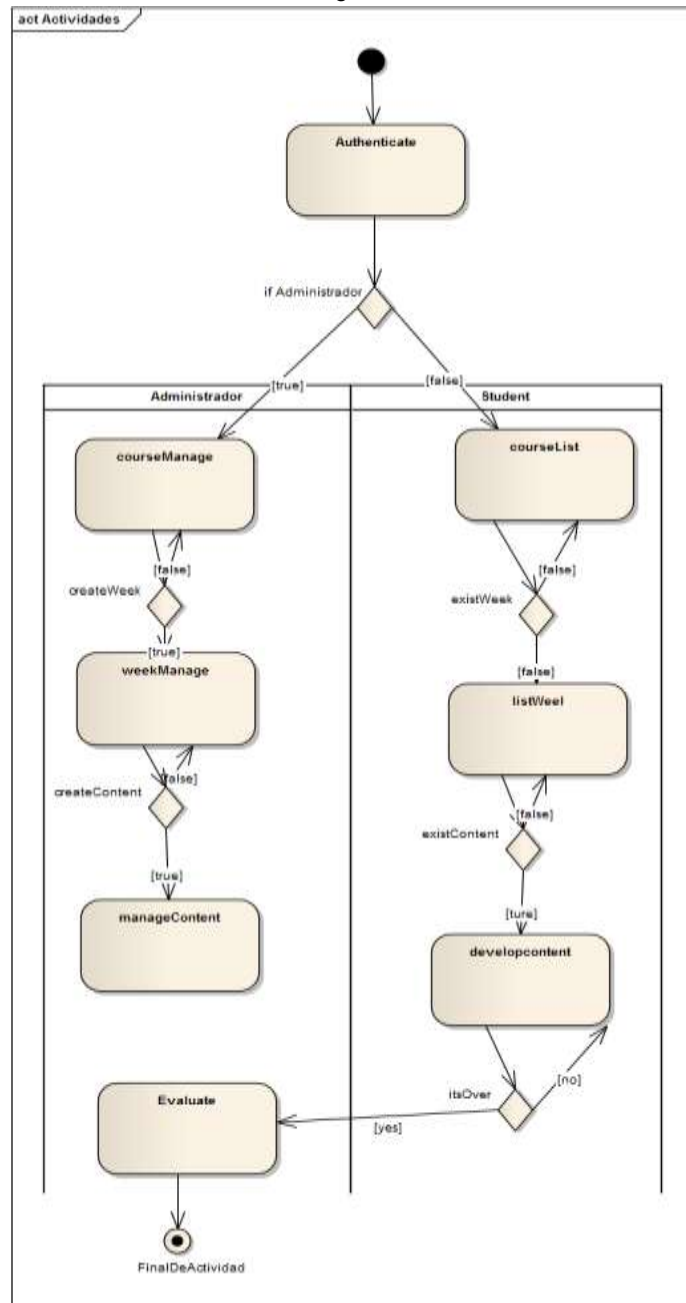 act Actividades
Authenticate
if Administrador
[true]
[false]
Administrador
Student
courseManage
courseList
[false]
createWeek
[false]
existWeek
[true]
weekManage
[false]
listWeel
[false]
createContent
[false]
existContent
[true]
manageContent
[ture]
developcontent
Evaluate
itsOver
[no]
[yes]
FinalDeActividad